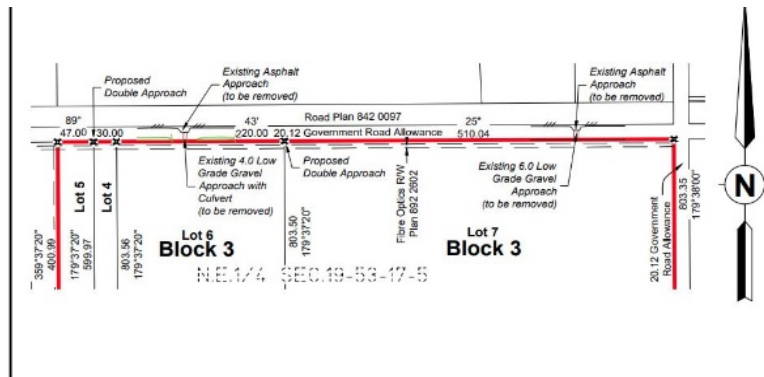 Proposed
Double Approach
Existing Asphalt
Approach
(to be removed)
Existing Asphalt
Approach
(to be removed)
89°
43'
Road Plan 842 0097
25"
47.00
30.00
220.00
20.12 Government Road Allowance
510.04
Existing 4.0 Low
Grade Gravel
Approach with
Culvert
(to be removed)
Proposed
Double Approach
Existing 6.0 Low
Grade Gravel
Approach
(to be removed)
Fibre Optics R/W
Plan 892 2602
Lot 5
Lot 4
Lot 6
Block 3
Lot 7
Block 3
359°37'20"
400.99
179°37'20"
599.97
803.56
179°37'20"
803.50
179°37'20"
20.12 Government
Road Allowance
803.35
179°38'00"
N.E.1/4 SEC.19-53-17-5
N